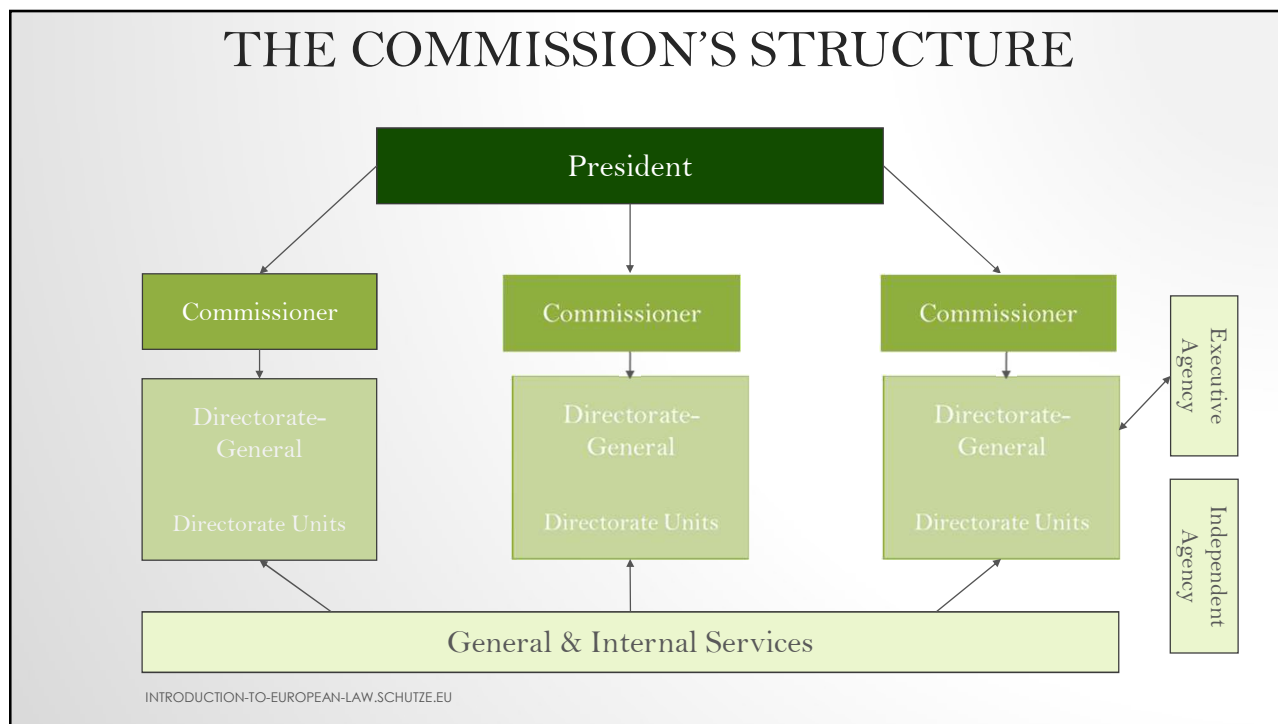 THE COMMISSION'S STRUCTURE
President
Commissioner
Commissioner
Commissioner
Directorate-
General
Directorate Units
Directorate-
General
Directorate Units
Directorate-
General
Directorate Units
Executive
Agency
Independent
Agency
General & Internal Services
INTRODUCTION-TO-EUROPEAN-LAW.SCHUTZE.EU